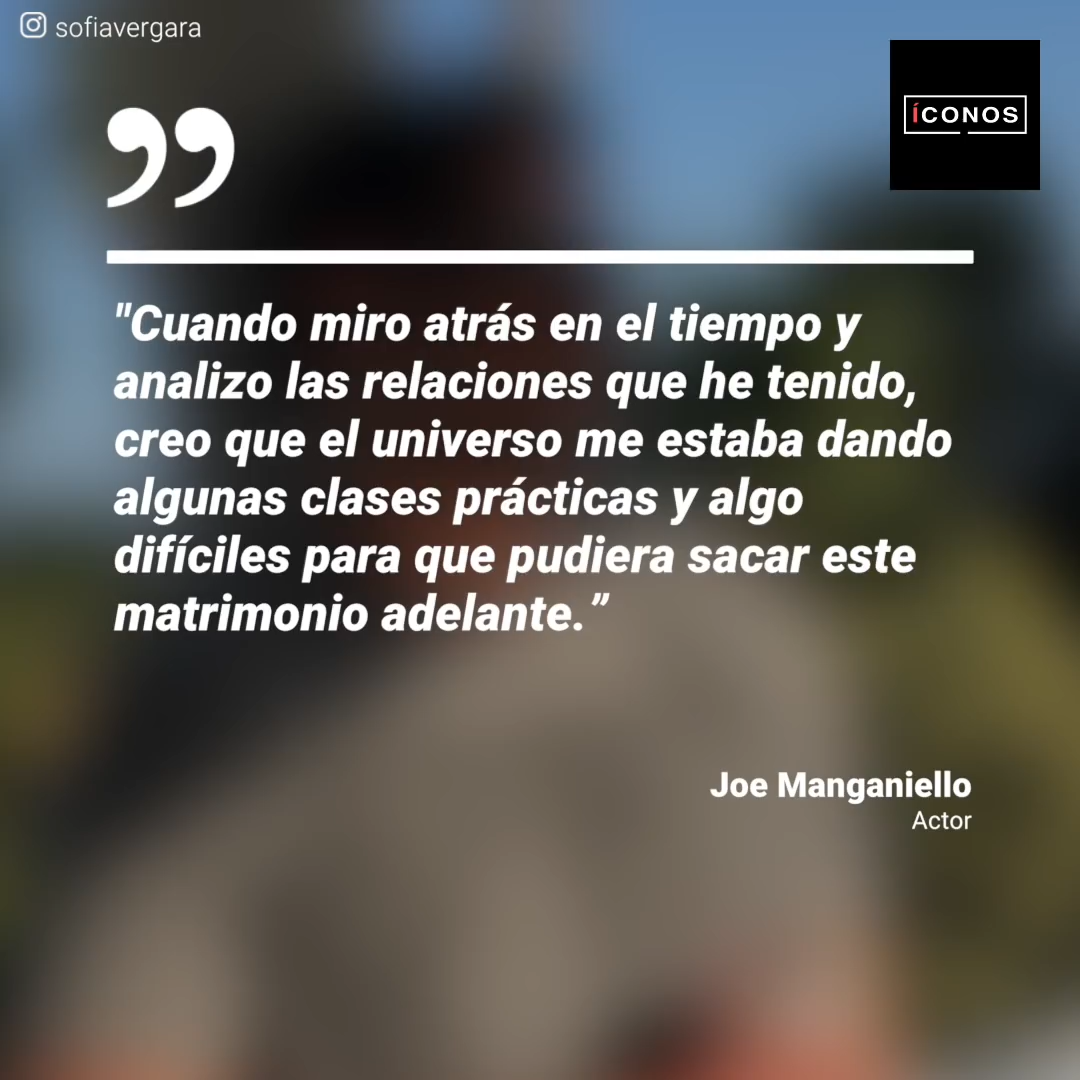 sofiavergara
ÍCONOS
”
"Cuando miro atrás en el tiempo y
analizo las relaciones que he tenido,
creo que el universo me estaba dando
algunas clases prácticas y algo
difíciles para que pudiera sacar este
matrimonio adelante.”
Joe Manganiello
Actor